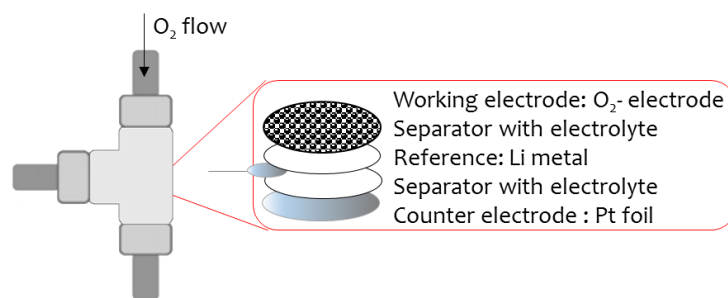 O₂ flow
Working electrode: O₂- electrode
Separator with electrolyte
Reference: Li metal
Separator with electrolyte
Counter electrode : Pt foil